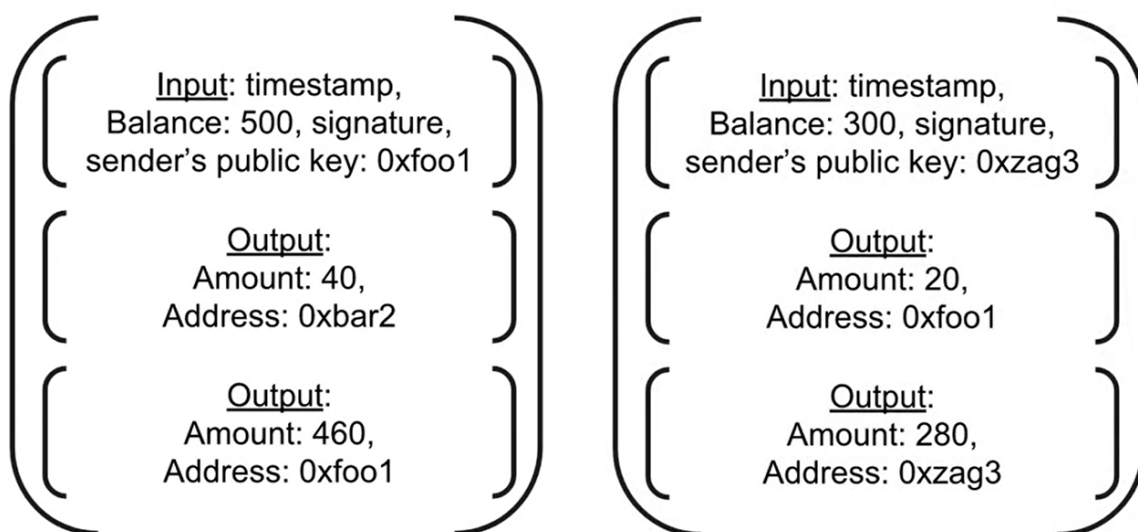 Input: timestamp,
Balance: 500, signature,
sender’s public key: 0xfoo1
Output:
Amount: 40,
Address: 0xbar2
Output:
Amount: 460,
Address: 0xfoo1
Input: timestamp,
Balance: 300, signature,
sender’s public key: 0xzag3
Output:
Amount: 20,
Address: 0xfoo1
Output:
Amount: 280,
Address: 0xzag3